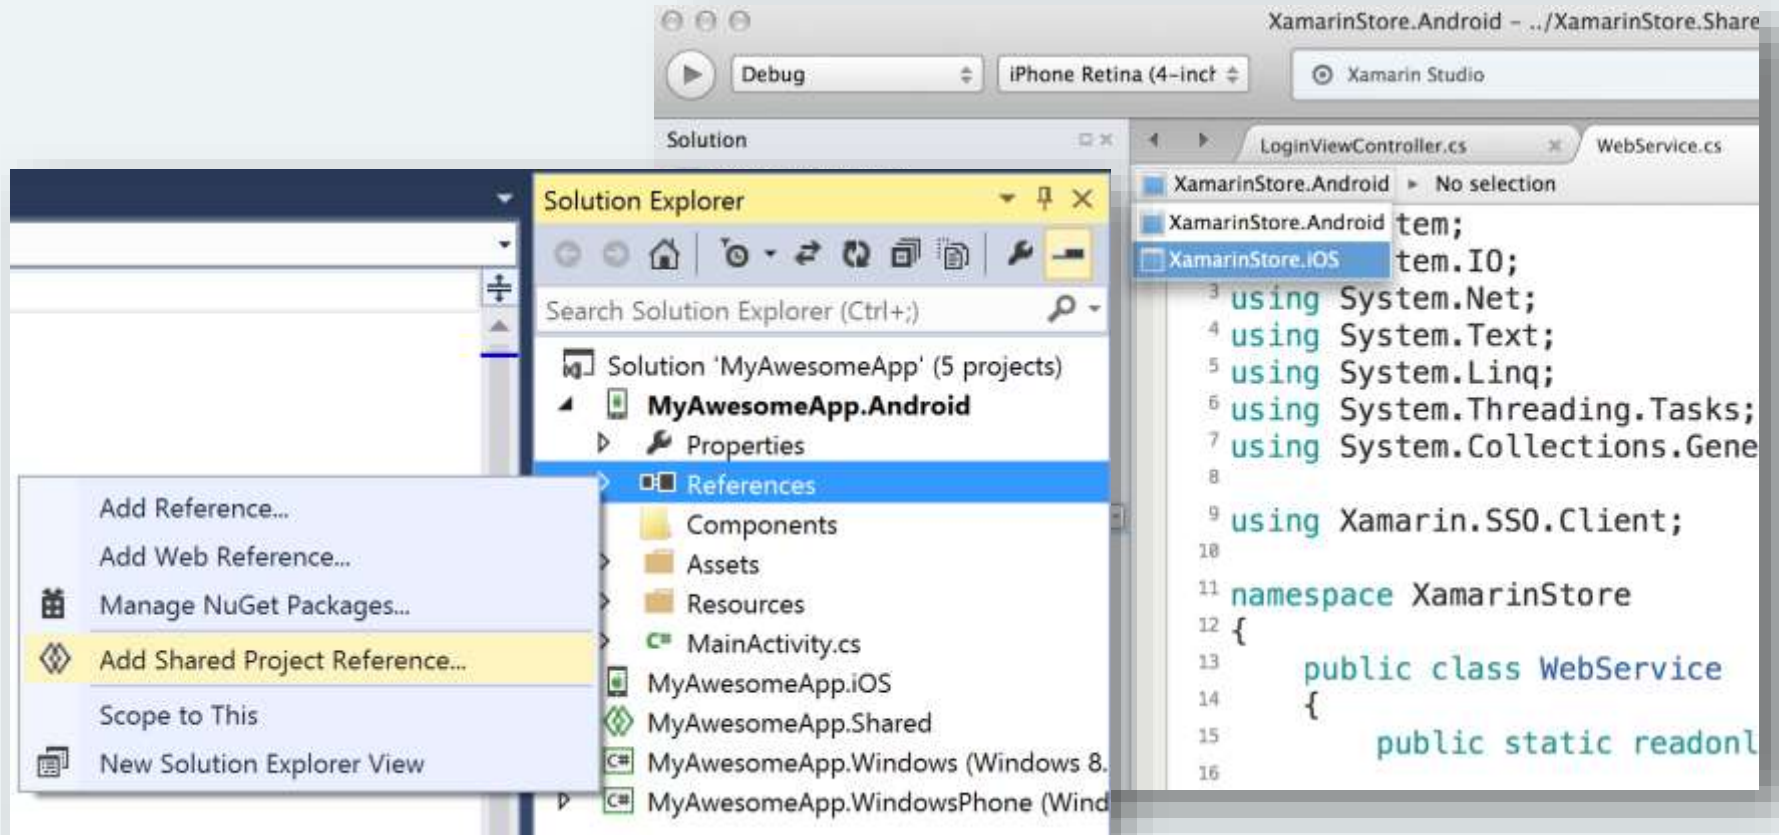 XamarinStore.Android – ../XamarinStore.Share
Debug
iPhone Retina (4-inch
Xamarin Studio
Solution
LoginViewController.cs
WebService.cs
XamarinStore.Android
No selection
XamarinStore.Android
XamarinStore.iOS
tem;
tem.IO;
3 using System.Net;
4 using System.Text;
5 using System.Linq;
6 using System.Threading.Tasks;
7 using System.Collections.Gene
8
9 using Xamarin.SSO.Client;
10
11 namespace XamarinStore
12 {
13 public class WebService
14 {
15 public static readonl
16
Solution Explorer
Search Solution Explorer (Ctrl+;)
Solution 'MyAwesomeApp' (5 projects)
MyAwesomeApp.Android
Properties
References
Components
Assets
Resources
C# MainActivity.cs
MyAwesomeApp.iOS
MyAwesomeApp.Shared
C# MyAwesomeApp.Windows (Windows 8.
C# MyAwesomeApp.WindowsPhone (Wind
Add Reference...
Add Web Reference...
Manage NuGet Packages...
Add Shared Project Reference...
Scope to This
New Solution Explorer View